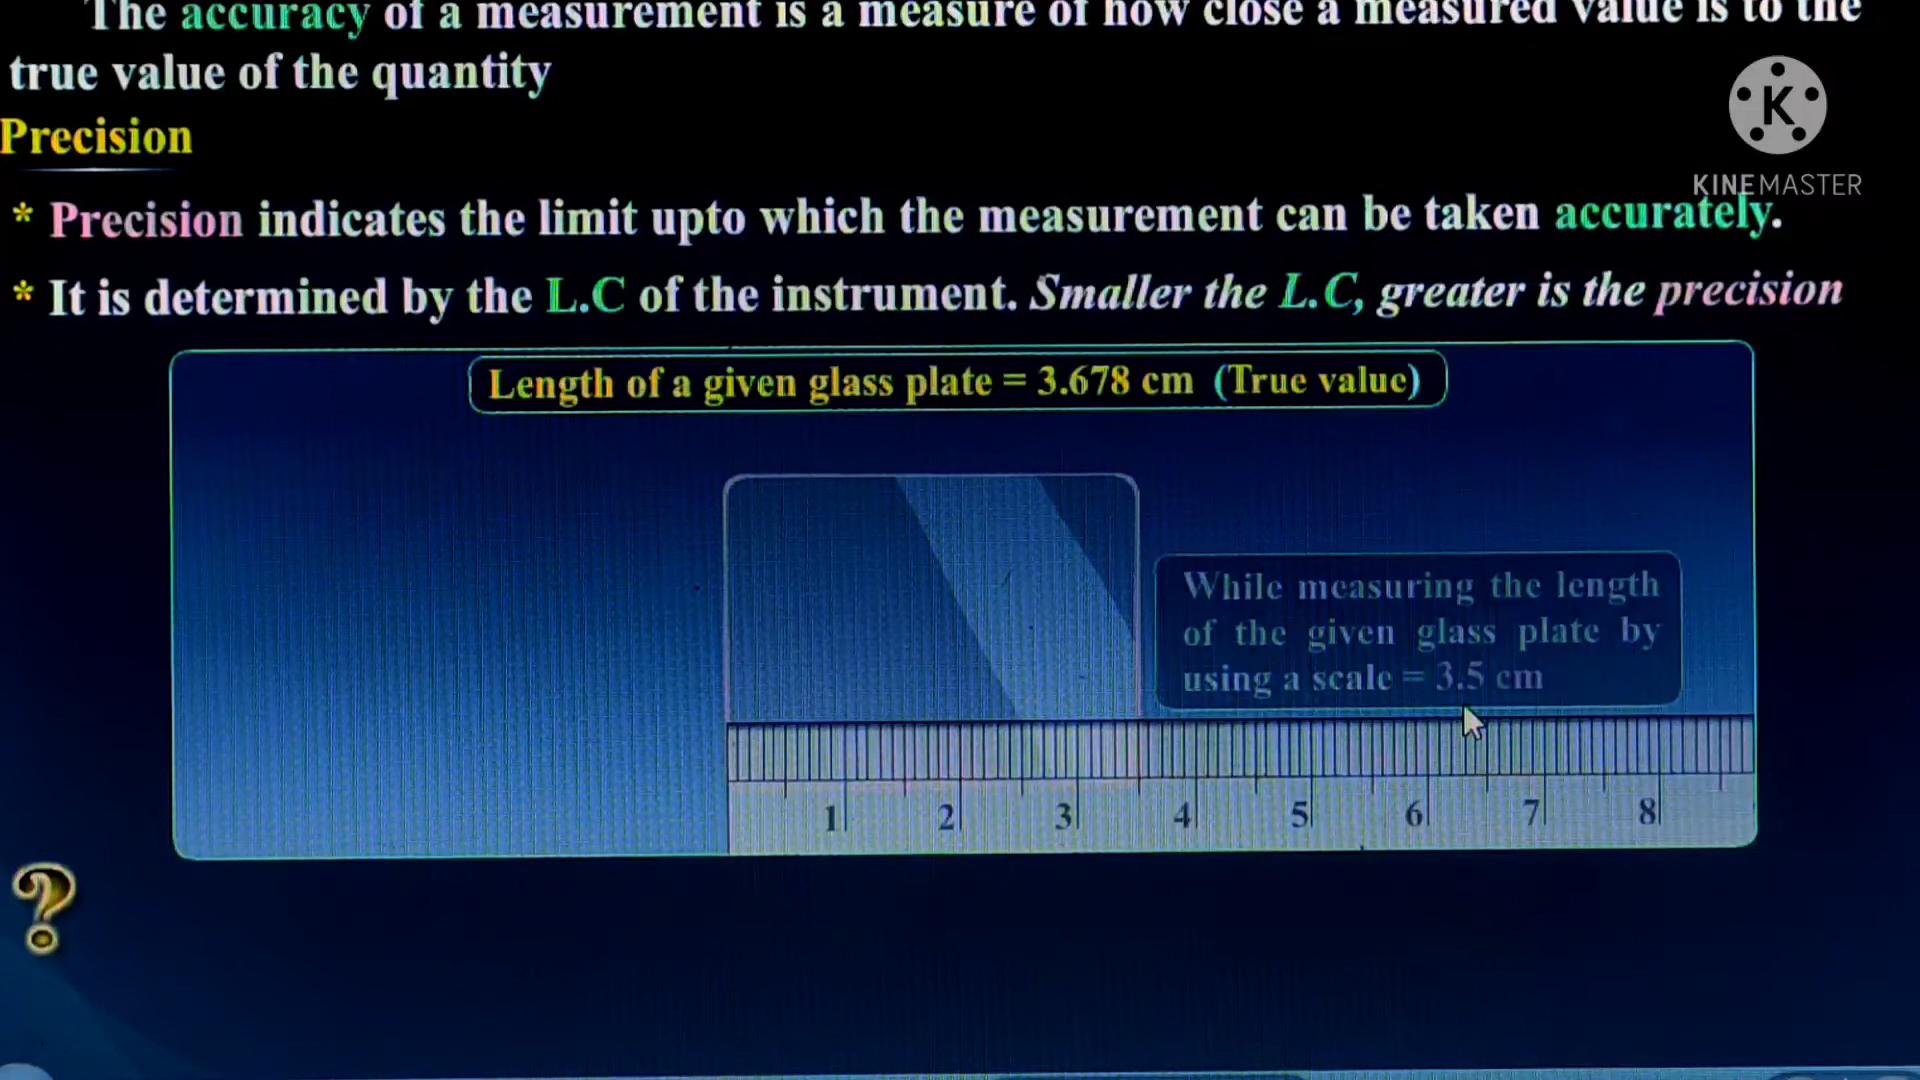 The accuracy of a measurement is a measure of how close a measured value is to the
true value of the quantity
KINEMASTER
Precision
* Precision indicates the limit upto which the measurement can be taken accurately.
* It is determined by the L.C of the instrument. Smaller the L.C, greater is the precision
Length of a given glass plate = 3.678 cm (True value)
While measuring the length
of the given glass plate by
using a scale = 3.5 cm
1 2 3 4 5 6 7 8
?